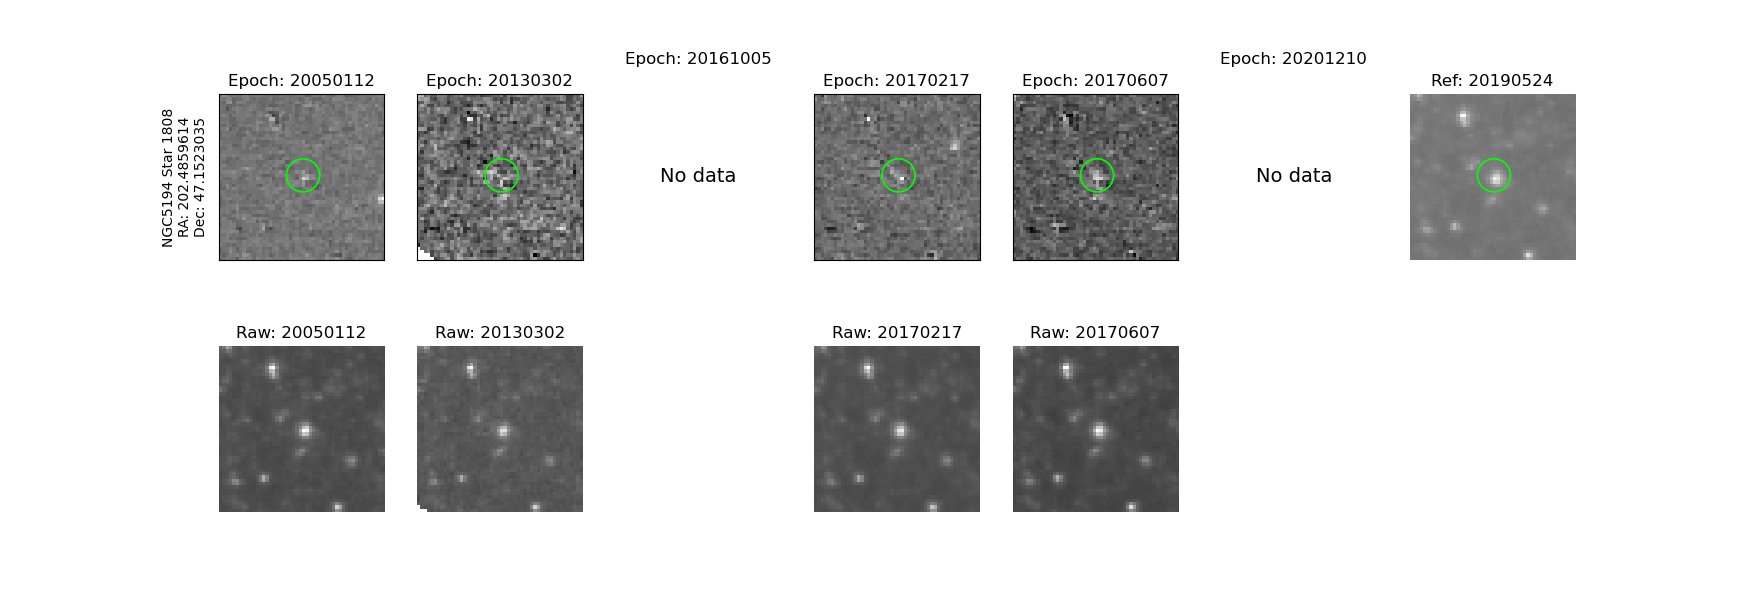 Epoch: 20050112
Epoch: 20130302
Epoch: 20161005
Epoch: 20170217
Epoch: 20170607
Epoch: 20201210
Ref: 20190524
NGC5194 Star 1808
RA: 202.4859614
Dec: 47.1523035
No data
No data
Raw: 20050112
Raw: 20130302
Raw: 20170217
Raw: 20170607